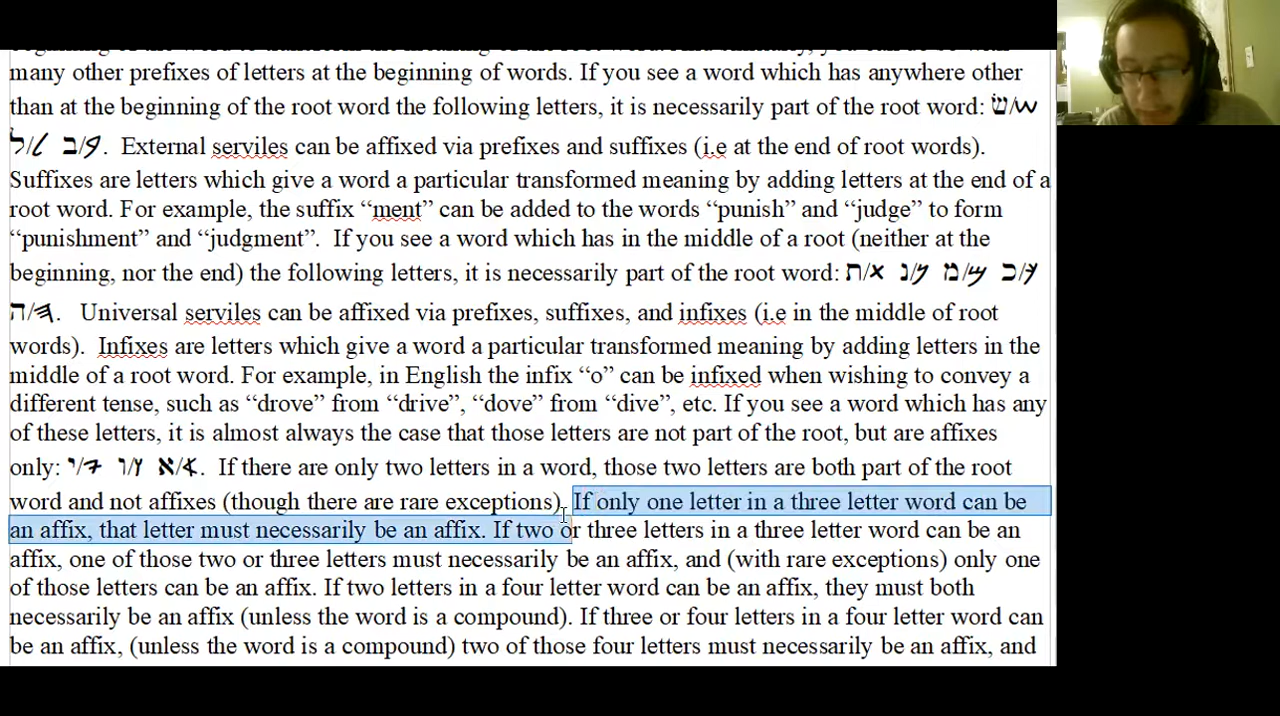 many other prefixes of letters at the beginning of words. If you see a word which has anywhere other
than at the beginning of the root word the following letters, it is necessarily part of the root word: שׂ/𐤔
ל/𐤋 ב/𐤁. External serviles can be affixed via prefixes and suffixes (i.e at the end of root words).
Suffixes are letters which give a word a particular transformed meaning by adding letters at the end of a
root word. For example, the suffix “ment” can be added to the words “punish” and “judge” to form
“punishment” and “judgment”. If you see a word which has in the middle of a root (neither at the
beginning, nor the end) the following letters, it is necessarily part of the root word: ת/𐤕 נ/𐤍 מ/𐤌 כ/𐤊
ה/𐤄. Universal serviles can be affixed via prefixes, suffixes, and infixes (i.e in the middle of root
words). Infixes are letters which give a word a particular transformed meaning by adding letters in the
middle of a root word. For example, in English the infix “o” can be infixed when wishing to convey a
different tense, such as “drove” from “drive”, “dove” from “dive”, etc. If you see a word which has any
of these letters, it is almost always the case that those letters are not part of the root, but are affixes
only: י/𐤉 ו/𐤅 א/𐤀. If there are only two letters in a word, those two letters are both part of the root
word and not affixes (though there are rare exceptions). If only one letter in a three letter word can be
an affix, that letter must necessarily be an affix. If two or three letters in a three letter word can be an
affix, one of those two or three letters must necessarily be an affix, and (with rare exceptions) only one
of those letters can be an affix. If two letters in a four letter word can be an affix, they must both
necessarily be an affix (unless the word is a compound). If three or four letters in a four letter word can
be an affix, (unless the word is a compound) two of those four letters must necessarily be an affix, and